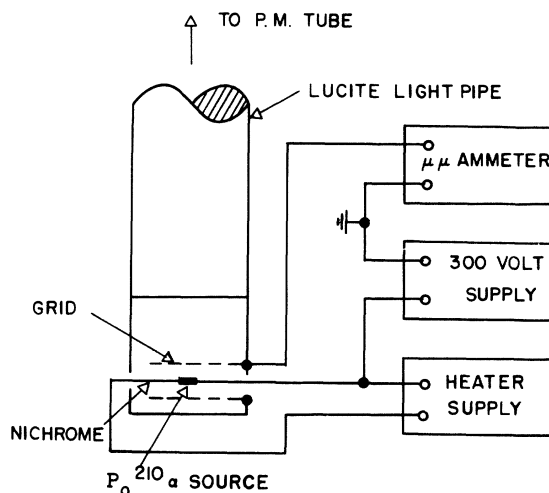 TO P.M. TUBE
LUCITE LIGHT PIPE
μμ AMMETER
300 VOLT
SUPPLY
GRID
HEATER
SUPPLY
NICHROME
Po 210 α SOURCE